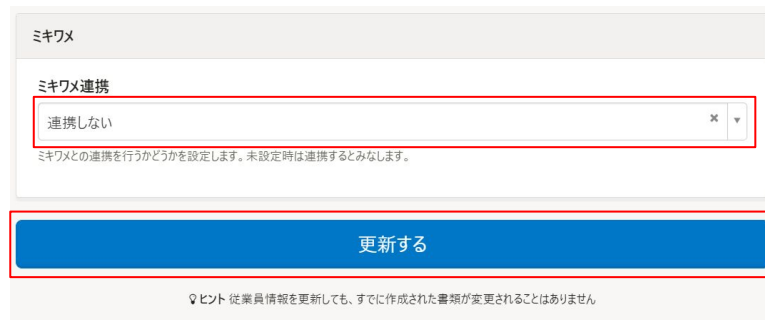 ミキワメ
ミキワメ連携
連携しない
ミキワメとの連携を行うかどうかを設定します。未設定時は連携するとみなします。
更新する
ヒント 従業員情報を更新しても、すでに作成された書類が変更されることはありません